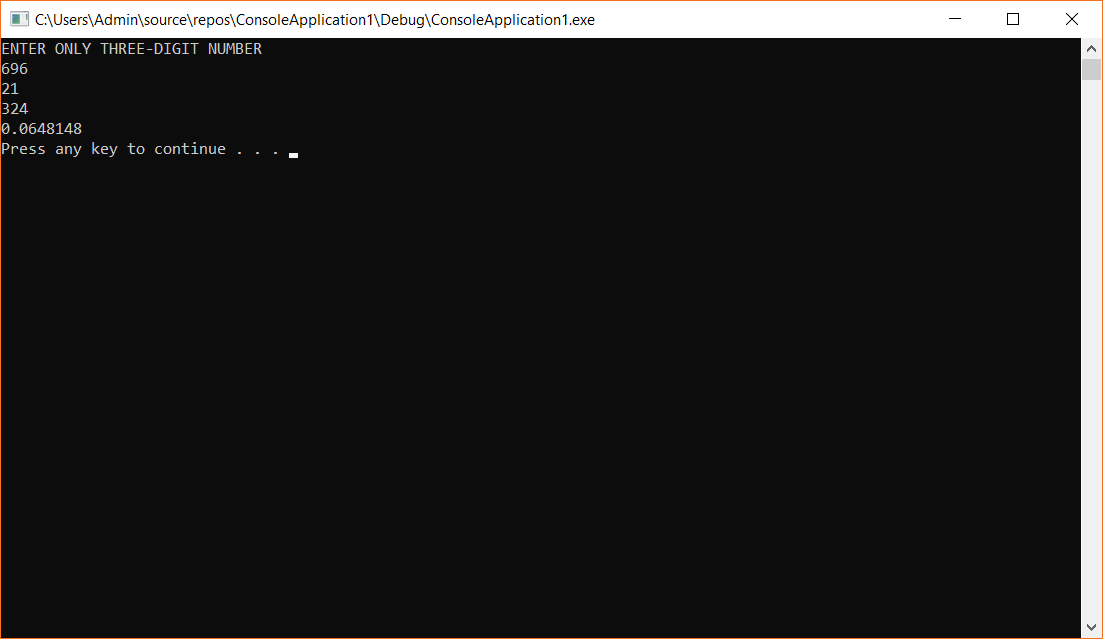 C:\Users\Admin\source\repos\ConsoleApplication1\Debug\ConsoleApplication1.exe
ENTER ONLY THREE-DIGIT NUMBER
696
21
324
0.0648148
Press any key to continue . . .